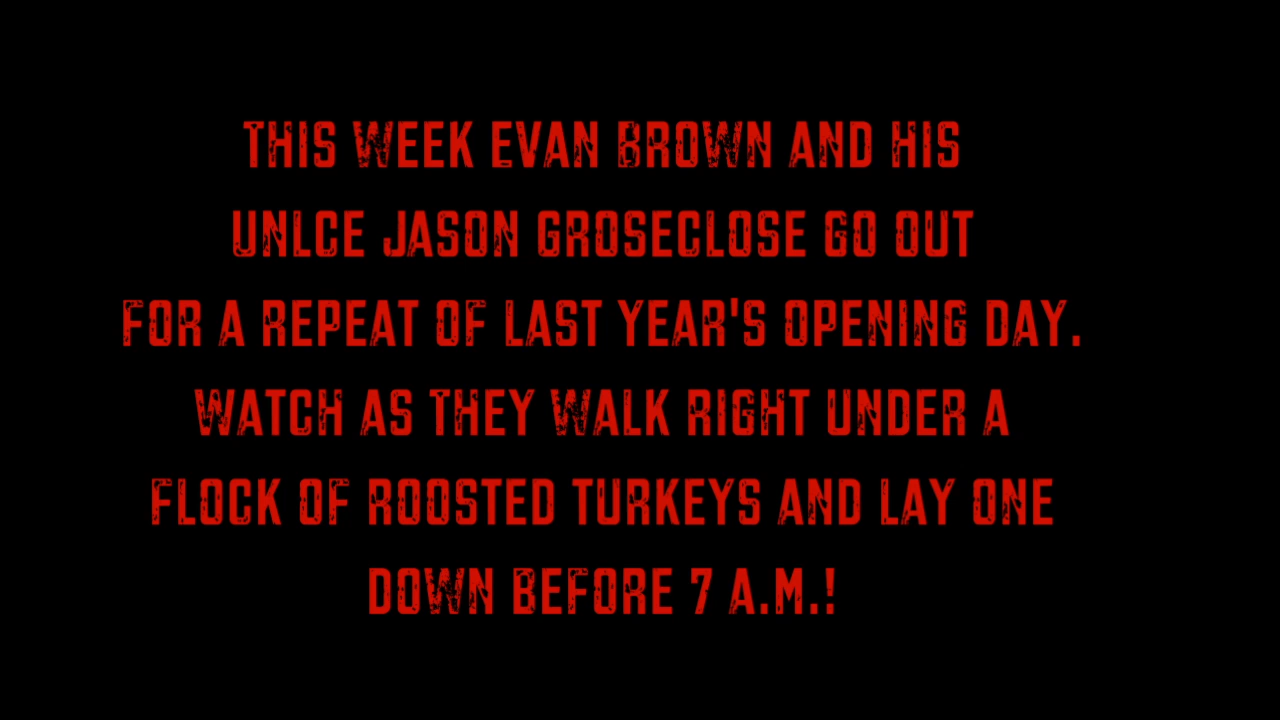 THIS WEEK EVAN BROWN AND HIS
UNLCE JASON GROSECLOSE GO OUT
FOR A REPEAT OF LAST YEAR'S OPENING DAY.
WATCH AS THEY WALK RIGHT UNDER A
FLOCK OF ROOSTED TURKEYS AND LAY ONE
DOWN BEFORE 7 A.M.!